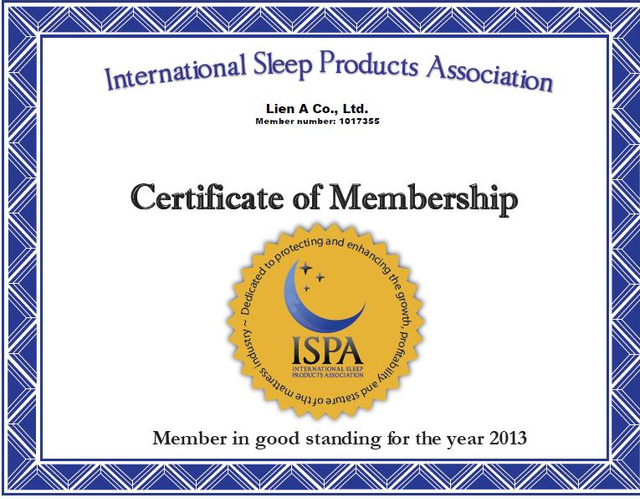 International Sleep Products Association
Lien A Co., Ltd.
Member number: 1017355
Certificate of Membership
~ Dedicated to protecting and enhancing the growth, profitability and stature of the mattress industry
ISPA
INTERNATIONAL SLEEP
PRODUCTS ASSOCIATION
Member in good standing for the year 2013